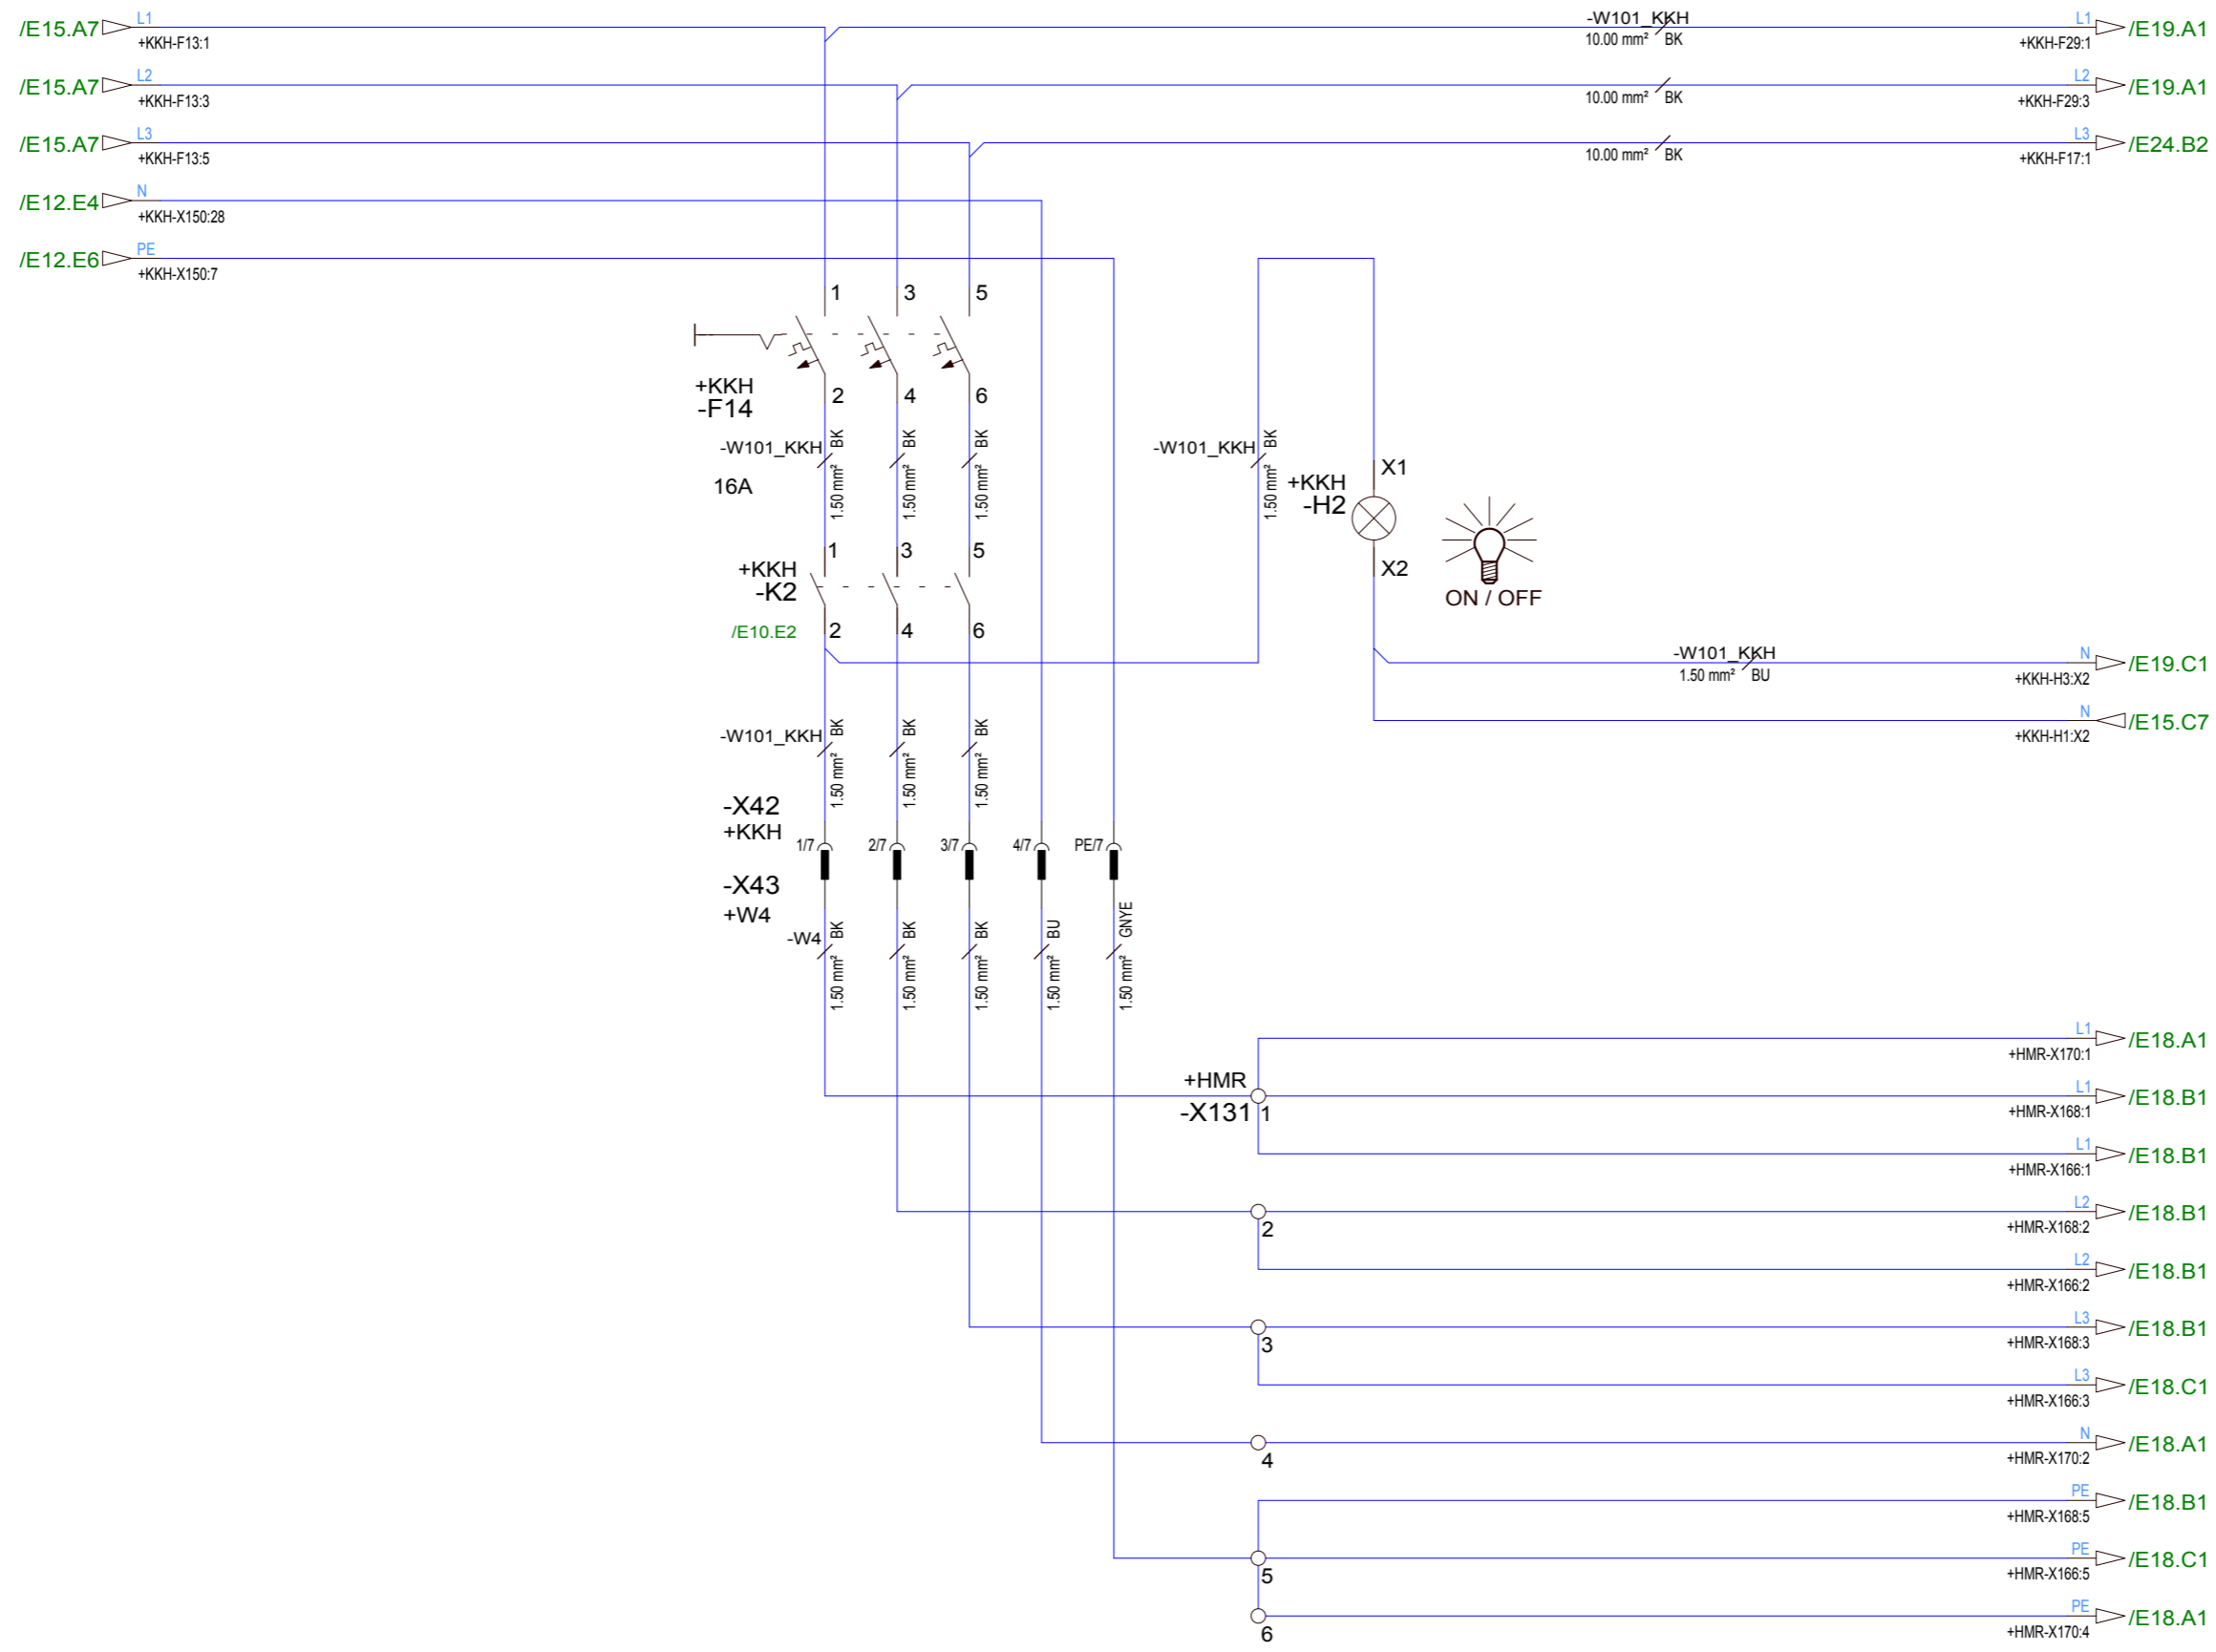 /E15.A7 L1 -W101_KKH L1 /E19.A1
+KKH-F13:1 10.00 mm² BK +KKH-F29:1
/E15.A7 L2 L2 /E19.A1
+KKH-F13:3 10.00 mm² BK +KKH-F29:3
/E15.A7 L3 L3 /E24.B2
+KKH-F13:5 10.00 mm² BK +KKH-F17:1
/E12.E4 N
+KKH-X150:28
/E12.E6 PE
+KKH-X150:7
1 3 5
+KKH
-F14
2 4 6
-W101_KKH BK BK BK
16A
1.50 mm² 1.50 mm² 1.50 mm²
-W101_KKH BK
1.50 mm²
+KKH
-H2
X1
X2
ON / OFF
1 3 5
+KKH
-K2
/E10.E2
2 4 6
-W101_KKH N /E19.C1
1.50 mm² BU +KKH-H3:X2
N /E15.C7
+KKH-H1:X2
-W101_KKH BK BK BK
1.50 mm² 1.50 mm² 1.50 mm²
-X42
+KKH
1/7 2/7 3/7 4/7 PE/7
-X43
+W4
-W4 BK BK BK BU GNYE
1.50 mm² 1.50 mm² 1.50 mm² 1.50 mm² 1.50 mm²
L1 /E18.A1
+HMR-X170:1
+HMR
-X131 1
L1 /E18.B1
+HMR-X168:1
L1 /E18.B1
+HMR-X166:1
L2 /E18.B1
2 +HMR-X168:2
L2 /E18.B1
+HMR-X166:2
L3 /E18.B1
3 +HMR-X168:3
L3 /E18.C1
+HMR-X166:3
N /E18.A1
4 +HMR-X170:2
PE /E18.B1
+HMR-X168:5
PE /E18.C1
5 +HMR-X166:5
PE /E18.A1
6 +HMR-X170:4